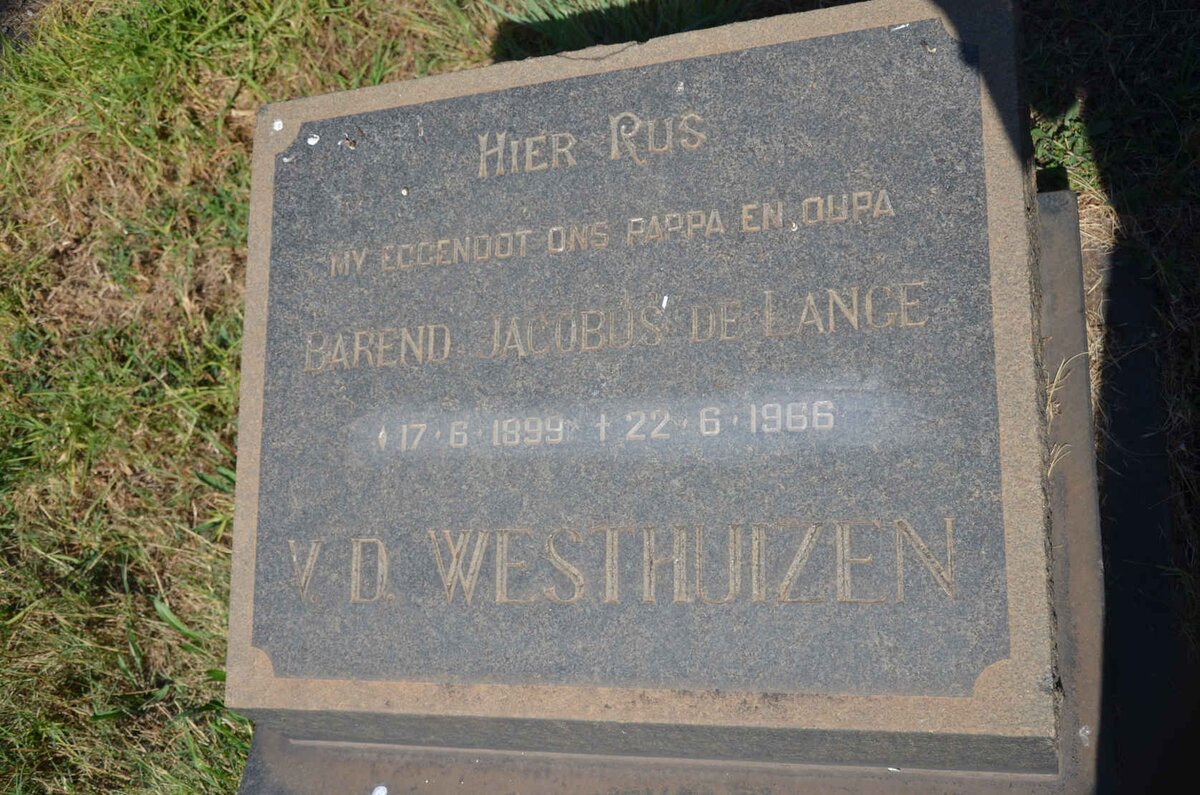 HIER RUS
MY EGGENOOT ONS PAPPA EN OUPA
BAREND JACOBUS DE LANGE
* 17 · 6 · 1899 † 22 · 6 · 1966
V. D. WESTHUIZEN